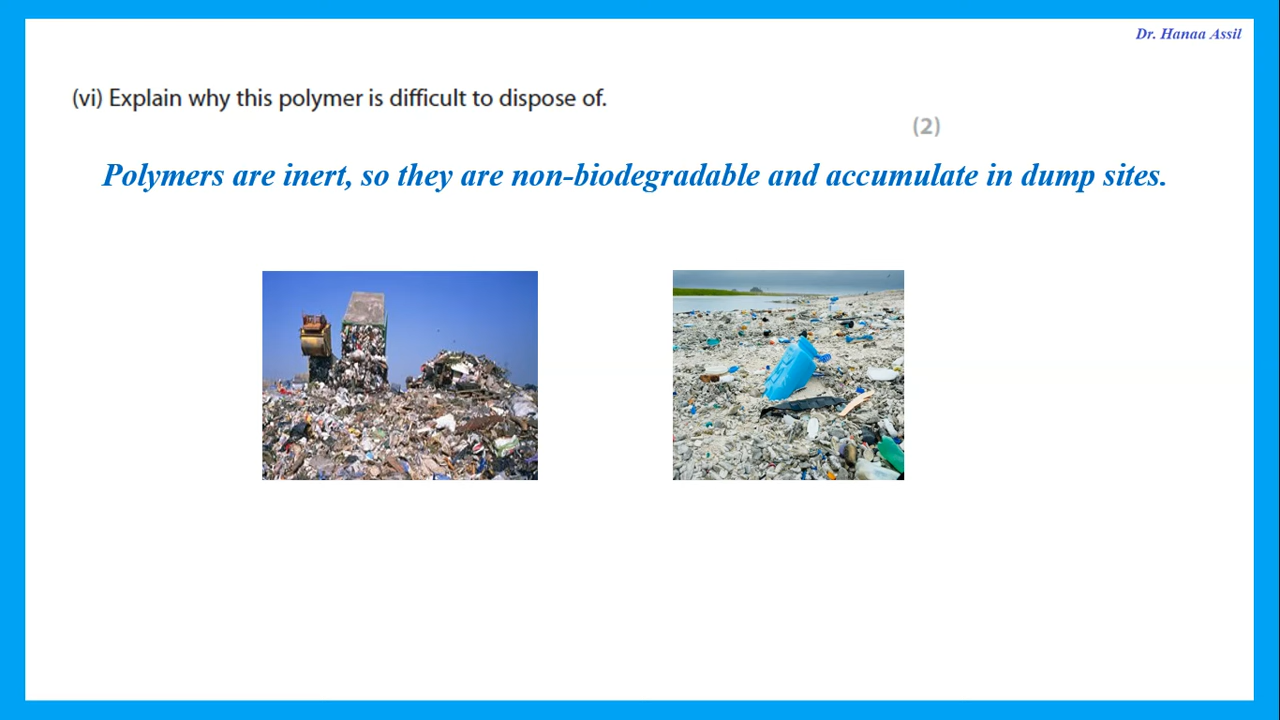 Dr. Hanaa Assil
(vi) Explain why this polymer is difficult to dispose of.
(2)
Polymers are inert, so they are non-biodegradable and accumulate in dump sites.